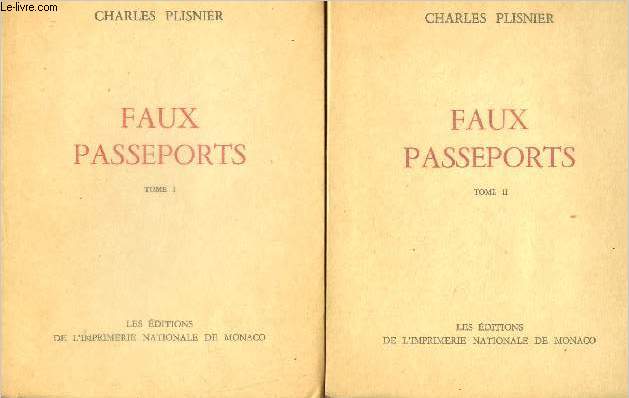 Le-livre.com
CHARLES PLISNIER
FAUX
PASSEPORTS
TOME I
LES ÉDITIONS
DE L'IMPRIMERIE NATIONALE DE MONACO
CHARLES PLISNIER
FAUX
PASSEPORTS
TOME II
LES ÉDITIONS
DE L'IMPRIMERIE NATIONALE DE MONACO